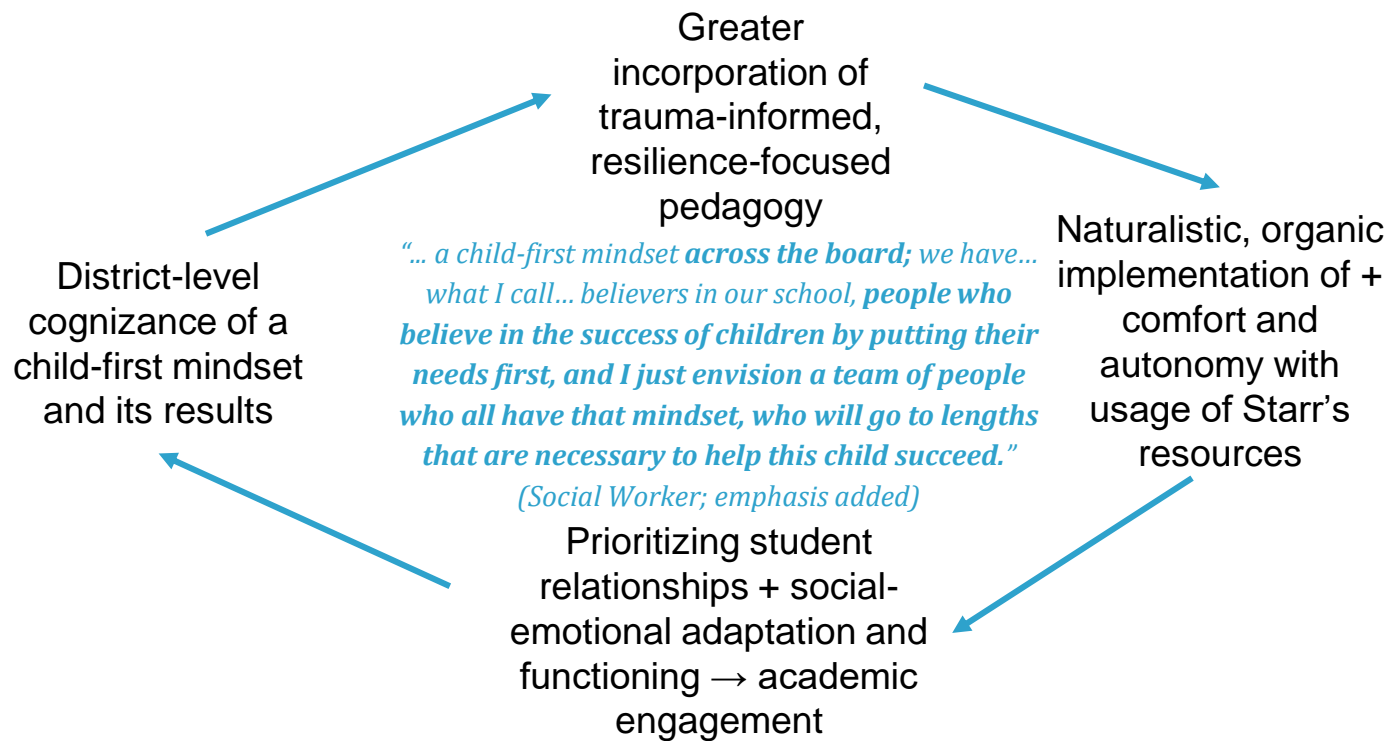 Greater
incorporation of
trauma-informed,
resilience-focused
pedagogy
Naturalistic, organic
implementation of +
comfort and
autonomy with
usage of Starr’s
resources
Prioritizing student
relationships + social-
emotional adaptation and
functioning → academic
engagement
District-level
cognizance of a
child-first mindset
and its results
“... a child-first mindset across the board; we have…
what I call… believers in our school, people who
believe in the success of children by putting their
needs first, and I just envision a team of people
who all have that mindset, who will go to lengths
that are necessary to help this child succeed.”
(Social Worker; emphasis added)